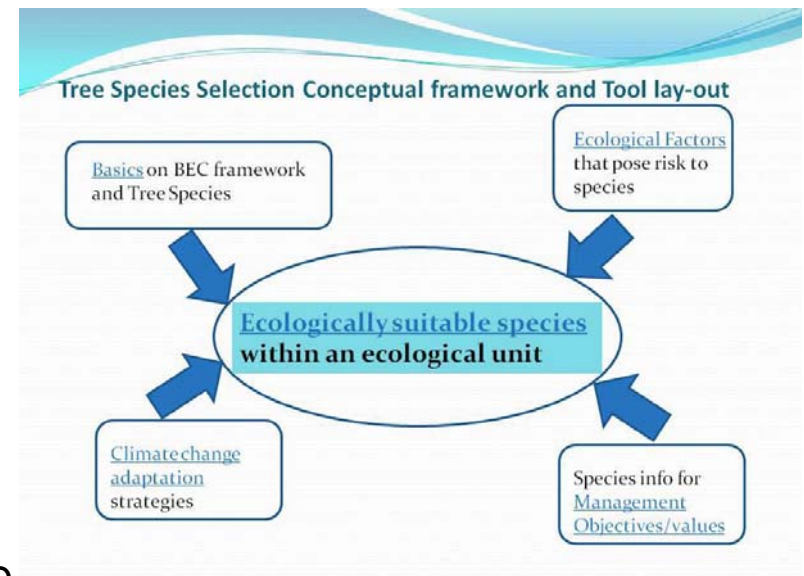 Tree Species Selection Conceptual framework and Tool lay-out
Basics on BEC framework
and Tree Species
Ecological Factors
that pose risk to
species
Ecologically suitable species
within an ecological unit
Climate change
adaptation
strategies
Species info for
Management
Objectives/values